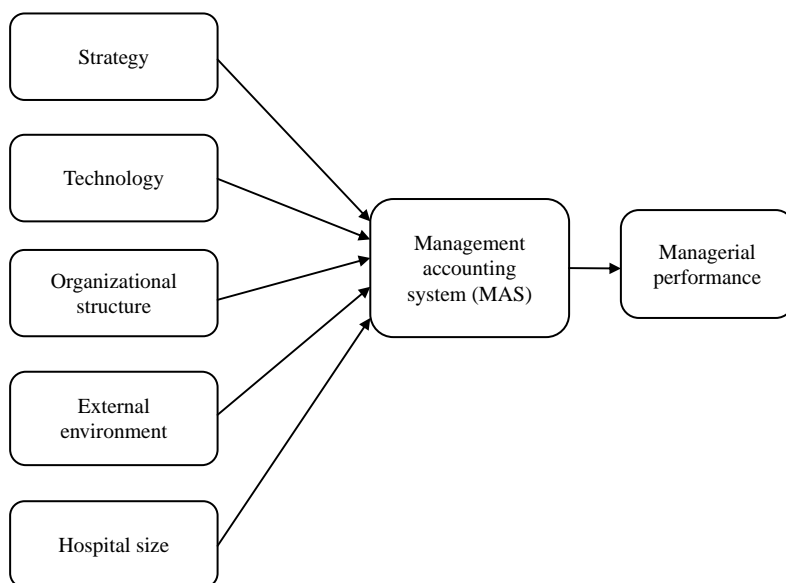 Strategy
Technology
Organizational
structure
External
environment
Hospital size
Management
accounting
system (MAS)
Managerial
performance